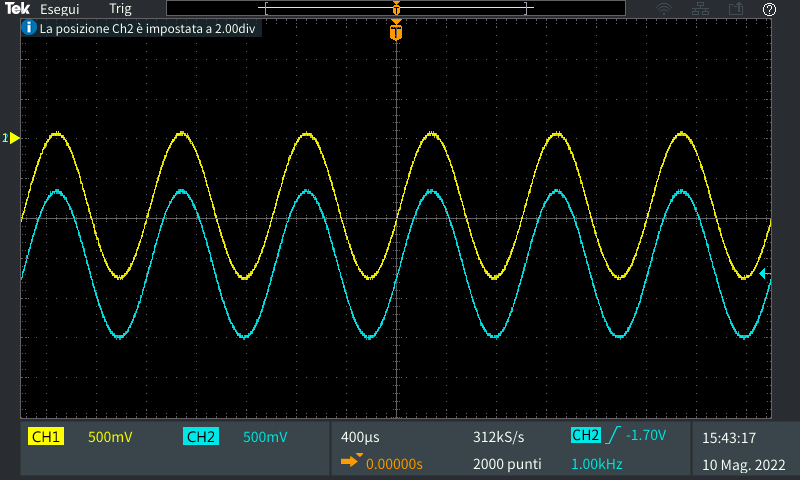 Tek Esegui Trig
T
?
i La posizione Ch2 è impostata a 2.00div
T
CH1 500mV CH2 500mV 400µs 312kS/s CH2 -1.70V 15:43:17
0.00000s 2000 punti 1.00kHz 10 Mag. 2022